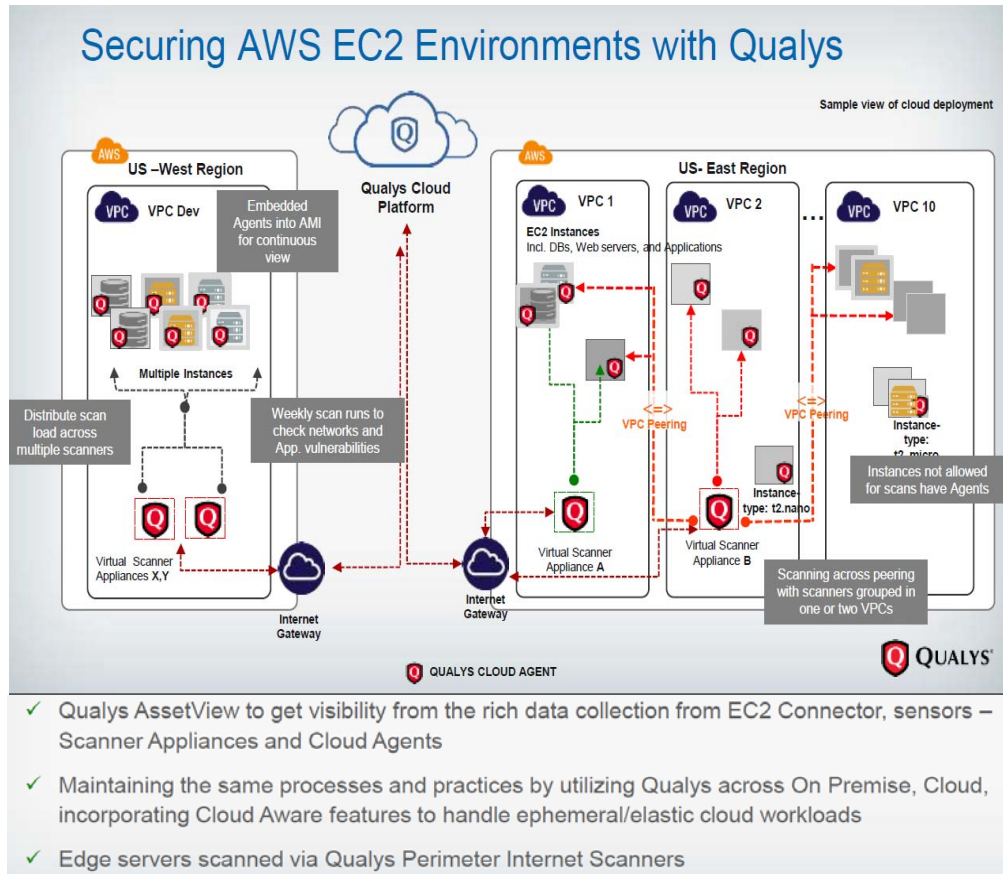 Securing AWS EC2 Environments with Qualys
Sample view of cloud deployment
Q
Qualys Cloud
Platform
AWS
US –West Region
VPC
VPC Dev
Embedded
Agents into AMI
for continuous
view
Q
Q
Q
Q
Q
Q
Multiple Instances
Distribute scan
load across
multiple scanners
Weekly scan runs to
check networks and
App. vulnerabilities
Q
Q
Virtual Scanner
Appliances X,Y
Internet
Gateway
AWS
US- East Region
VPC
VPC 1
EC2 Instances
Incl. DBs, Web servers, and Applications
Q
Q
Q
Q
Virtual Scanner
Appliance A
Internet
Gateway
VPC
VPC 2
Q
Q
<=>
VPC Peering
Q
Instance-
type: t2.nano
Q
Virtual Scanner
Appliance B
...
VPC
VPC 10
Q
<=>
VPC Peering
Q
Instance-
type:
t2.micro
Instances not allowed
for scans have Agents
Scanning across peering
with scanners grouped in
one or two VPCs
Q QUALYS CLOUD AGENT
QUALYS®
✓ Qualys AssetView to get visibility from the rich data collection from EC2 Connector, sensors –
Scanner Appliances and Cloud Agents
✓ Maintaining the same processes and practices by utilizing Qualys across On Premise, Cloud,
incorporating Cloud Aware features to handle ephemeral/elastic cloud workloads
✓ Edge servers scanned via Qualys Perimeter Internet Scanners